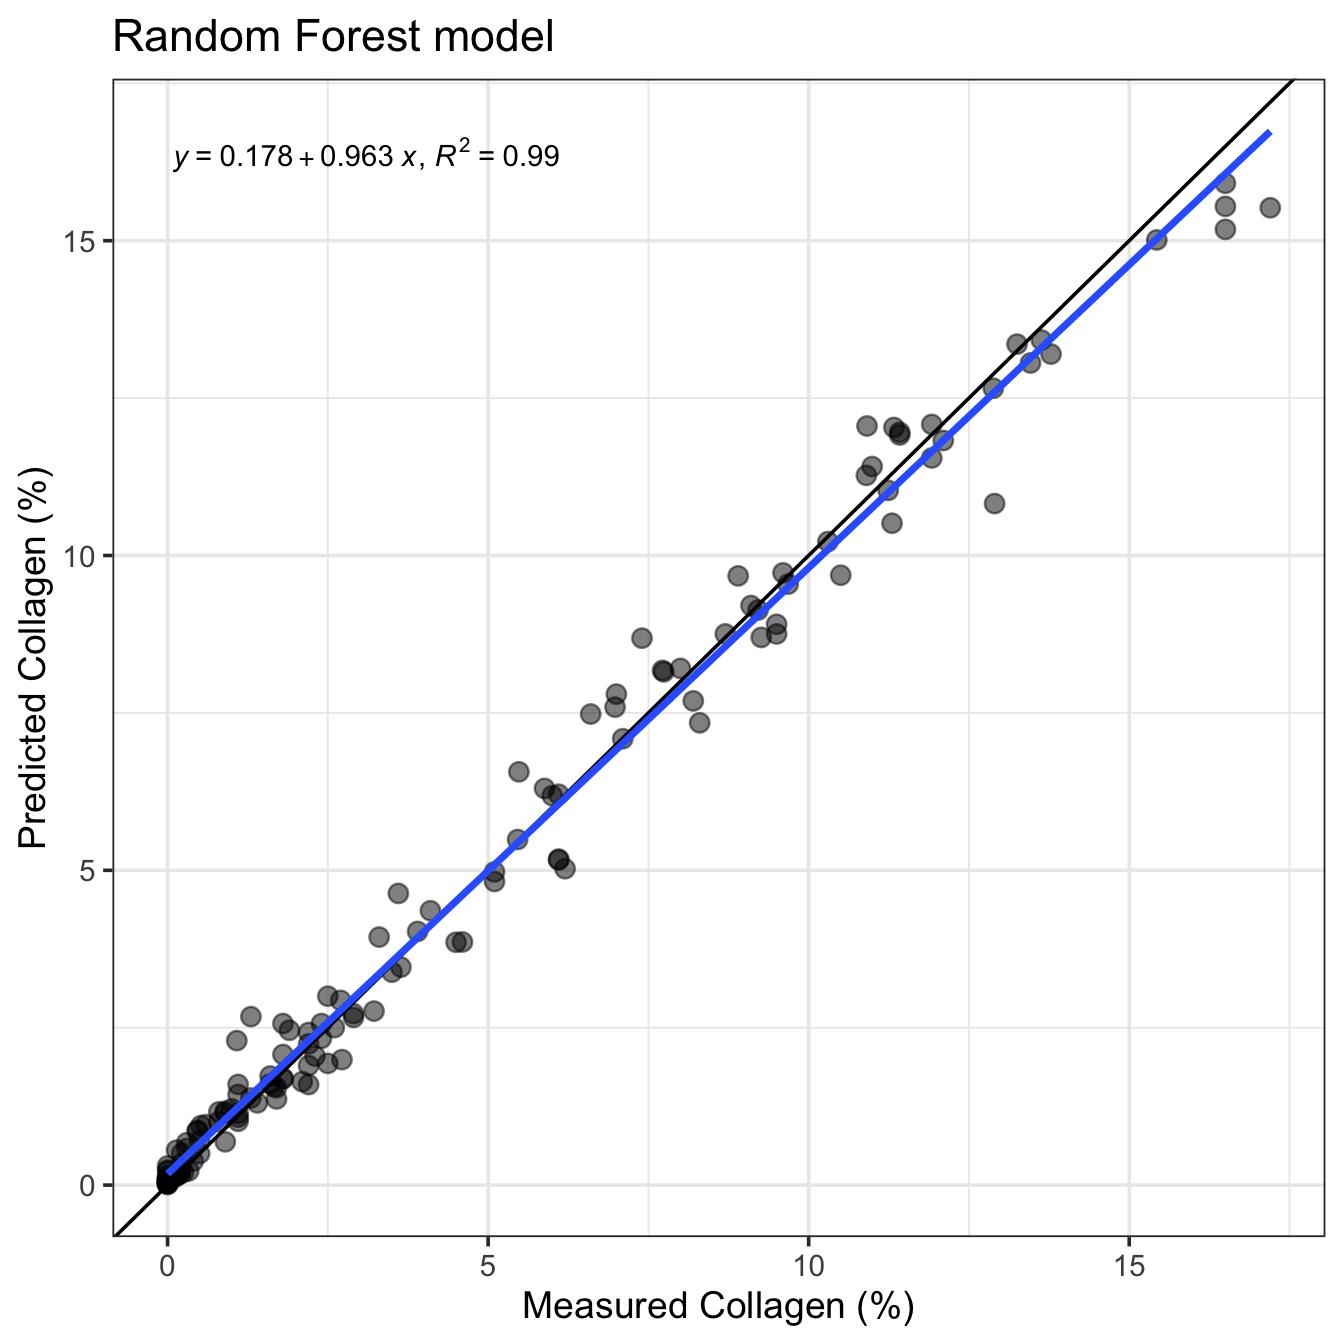 Random Forest model
y = 0.178 + 0.963 x, R² = 0.99
15
10
5
0
0 5 10 15
Predicted Collagen (%)
Measured Collagen (%)